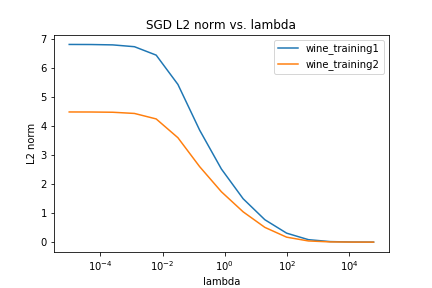 SGD L2 norm vs. lambda
wine_training1
wine_training2
L2 norm
7
6
5
4
3
2
1
0
10⁻⁴ 10⁻² 10⁰ 10² 10⁴
lambda